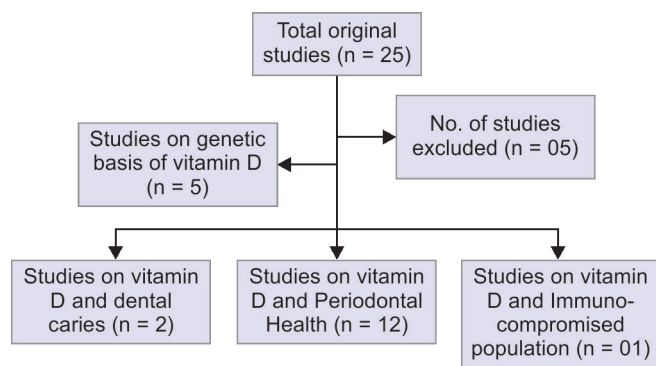 Total original
studies (n = 25)
No. of studies
excluded (n = 05)
Studies on genetic
basis of vitamin D
(n = 5)
Studies on vitamin
D and dental
caries (n = 2)
Studies on vitamin
D and Periodontal
Health (n = 12)
Studies on vitamin
D and Immuno-
compromised
population (n = 01)